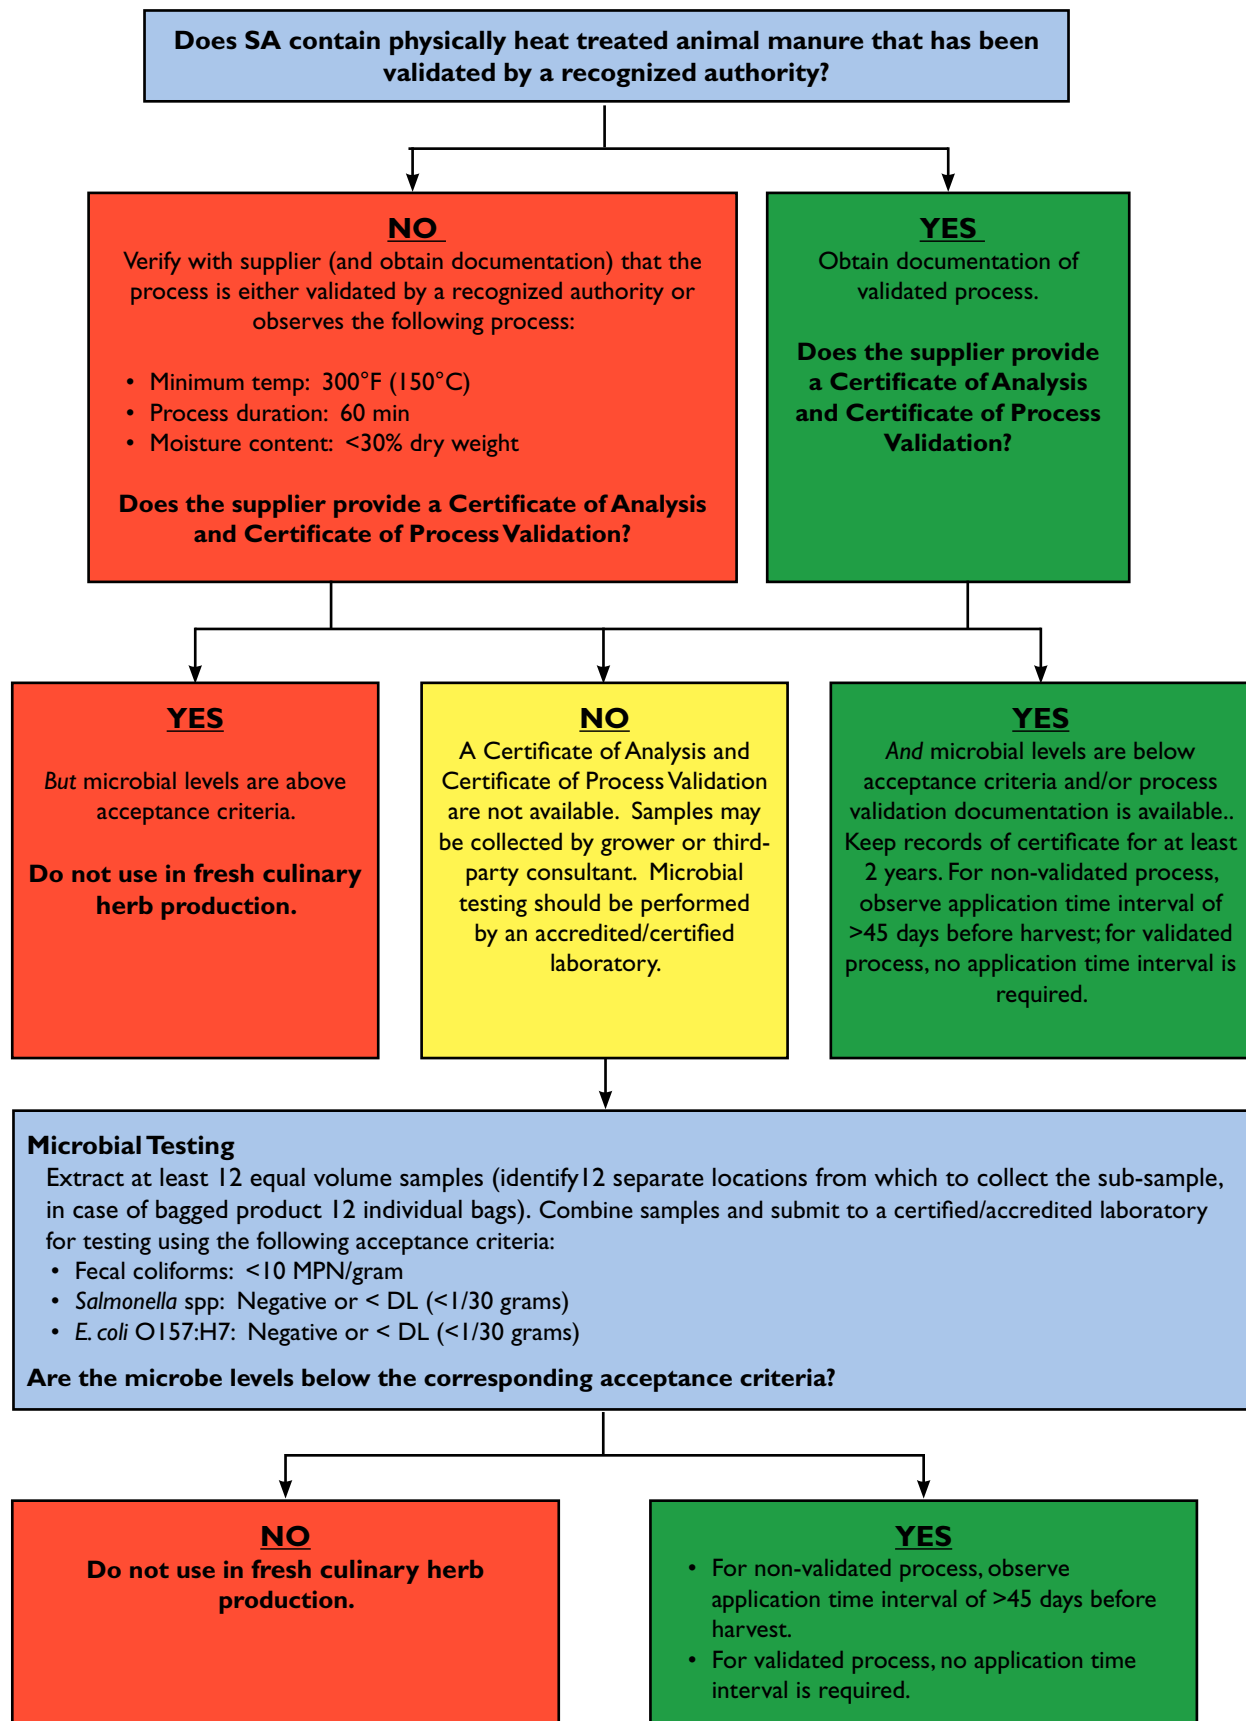 Does SA contain physically heat treated animal manure that has been
validated by a recognized authority?
NO
Verify with supplier (and obtain documentation) that the
process is either validated by a recognized authority or
observes the following process:
• Minimum temp: 300°F (150°C)
• Process duration: 60 min
• Moisture content: <30% dry weight
Does the supplier provide a Certificate of Analysis
and Certificate of Process Validation?
YES
Obtain documentation of
validated process.
Does the supplier provide
a Certificate of Analysis
and Certificate of Process
Validation?
YES
But microbial levels are above
acceptance criteria.
Do not use in fresh culinary
herb production.
NO
A Certificate of Analysis and
Certificate of Process Validation
are not available. Samples may
be collected by grower or third-
party consultant. Microbial
testing should be performed
by an accredited/certified
laboratory.
YES
And microbial levels are below
acceptance criteria and/or process
validation documentation is available..
Keep records of certificate for at least
2 years. For non-validated process,
observe application time interval of
>45 days before harvest; for validated
process, no application time interval is
required.
Microbial Testing
Extract at least 12 equal volume samples (identify12 separate locations from which to collect the sub-sample,
in case of bagged product 12 individual bags). Combine samples and submit to a certified/accredited laboratory
for testing using the following acceptance criteria:
• Fecal coliforms: <10 MPN/gram
• Salmonella spp: Negative or < DL (<1/30 grams)
• E. coli O157:H7: Negative or < DL (<1/30 grams)
Are the microbe levels below the corresponding acceptance criteria?
NO
Do not use in fresh culinary herb
production.
YES
• For non-validated process, observe
application time interval of >45 days before
harvest.
• For validated process, no application time
interval is required.